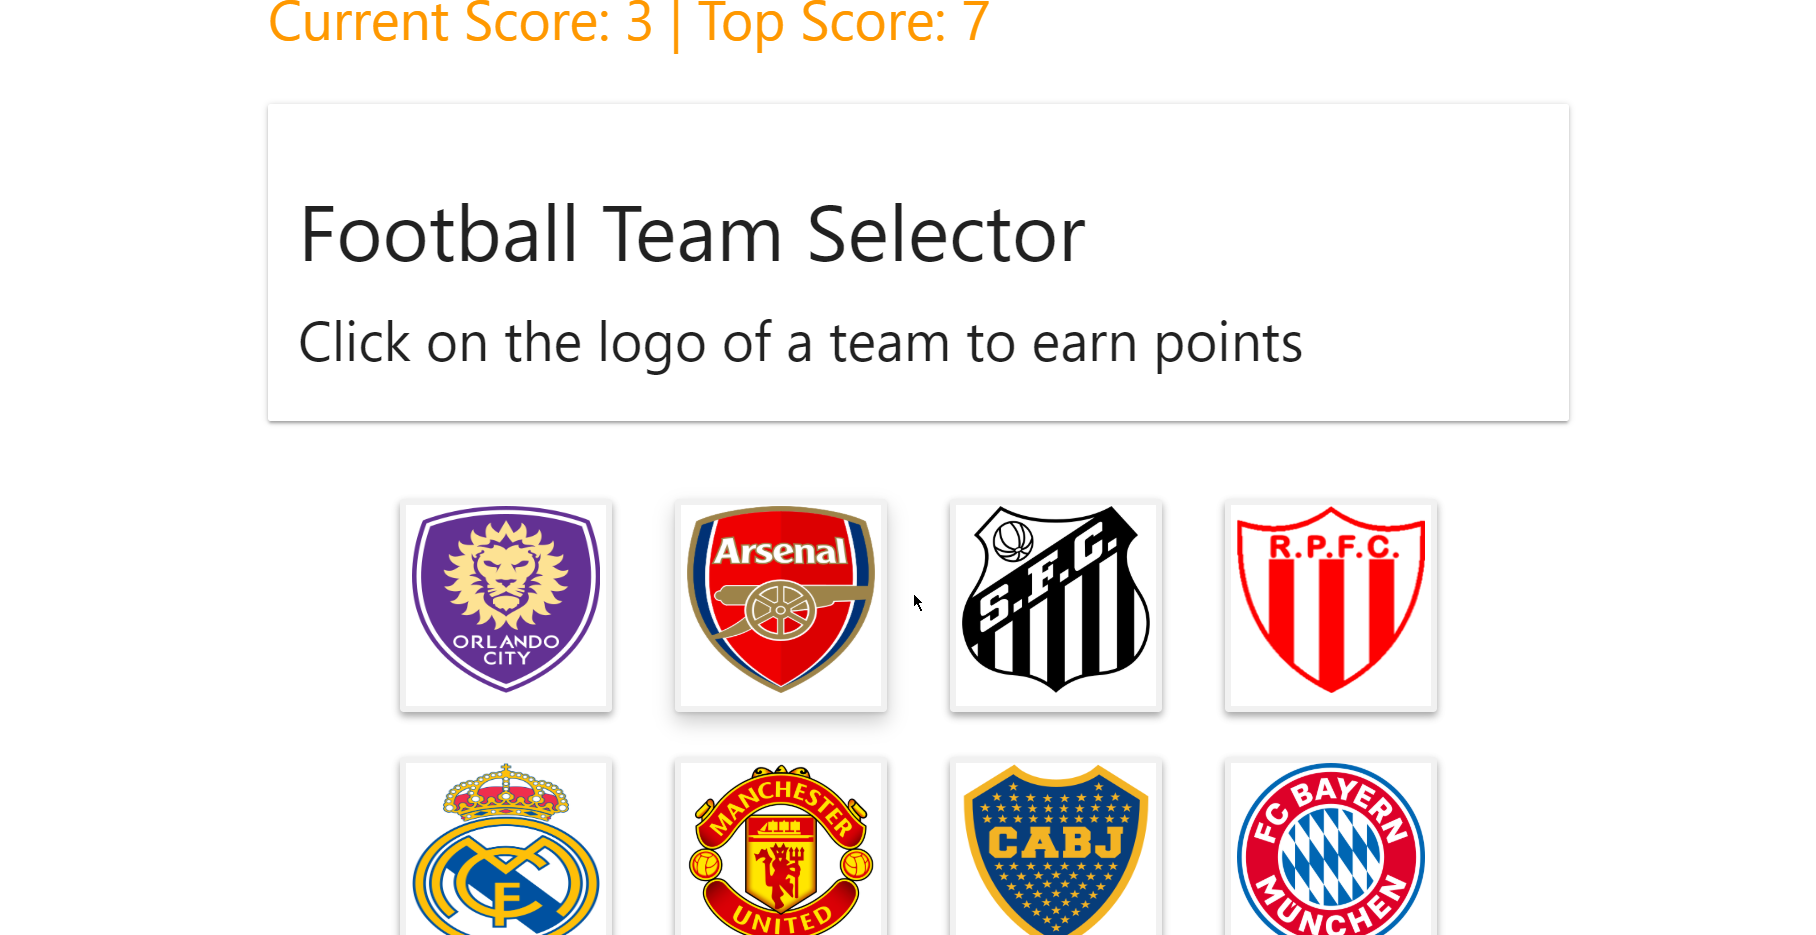 Current Score: 3 | Top Score: 7
Football Team Selector
Click on the logo of a team to earn points
ORLANDO
CITY
Arsenal
S.F.C.
R.P.F.C.
MCF
MANCHESTER
UNITED
CABJ
FC BAYERN
MÜNCHEN